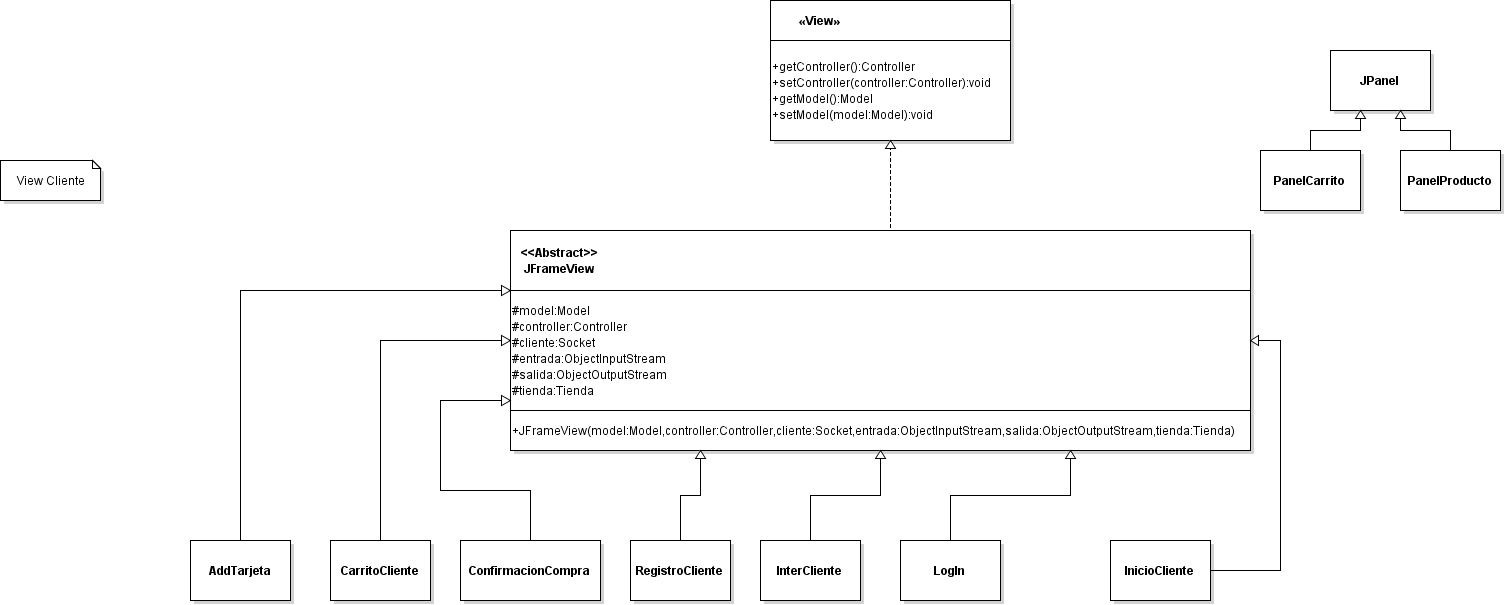 «View»
+getController():Controller
+setController(controller:Controller):void
+getModel():Model
+setModel(model:Model):void
JPanel
PanelCarrito
PanelProducto
View Cliente
<<Abstract>>
JFrameView
#model:Model
#controller:Controller
#cliente:Socket
#entrada:ObjectInputStream
#salida:ObjectOutputStream
#tienda:Tienda
+JFrameView(model:Model,controller:Controller,cliente:Socket,entrada:ObjectInputStream,salida:ObjectOutputStream,tienda:Tienda)
AddTarjeta
CarritoCliente
ConfirmacionCompra
RegistroCliente
InterCliente
LogIn
InicioCliente